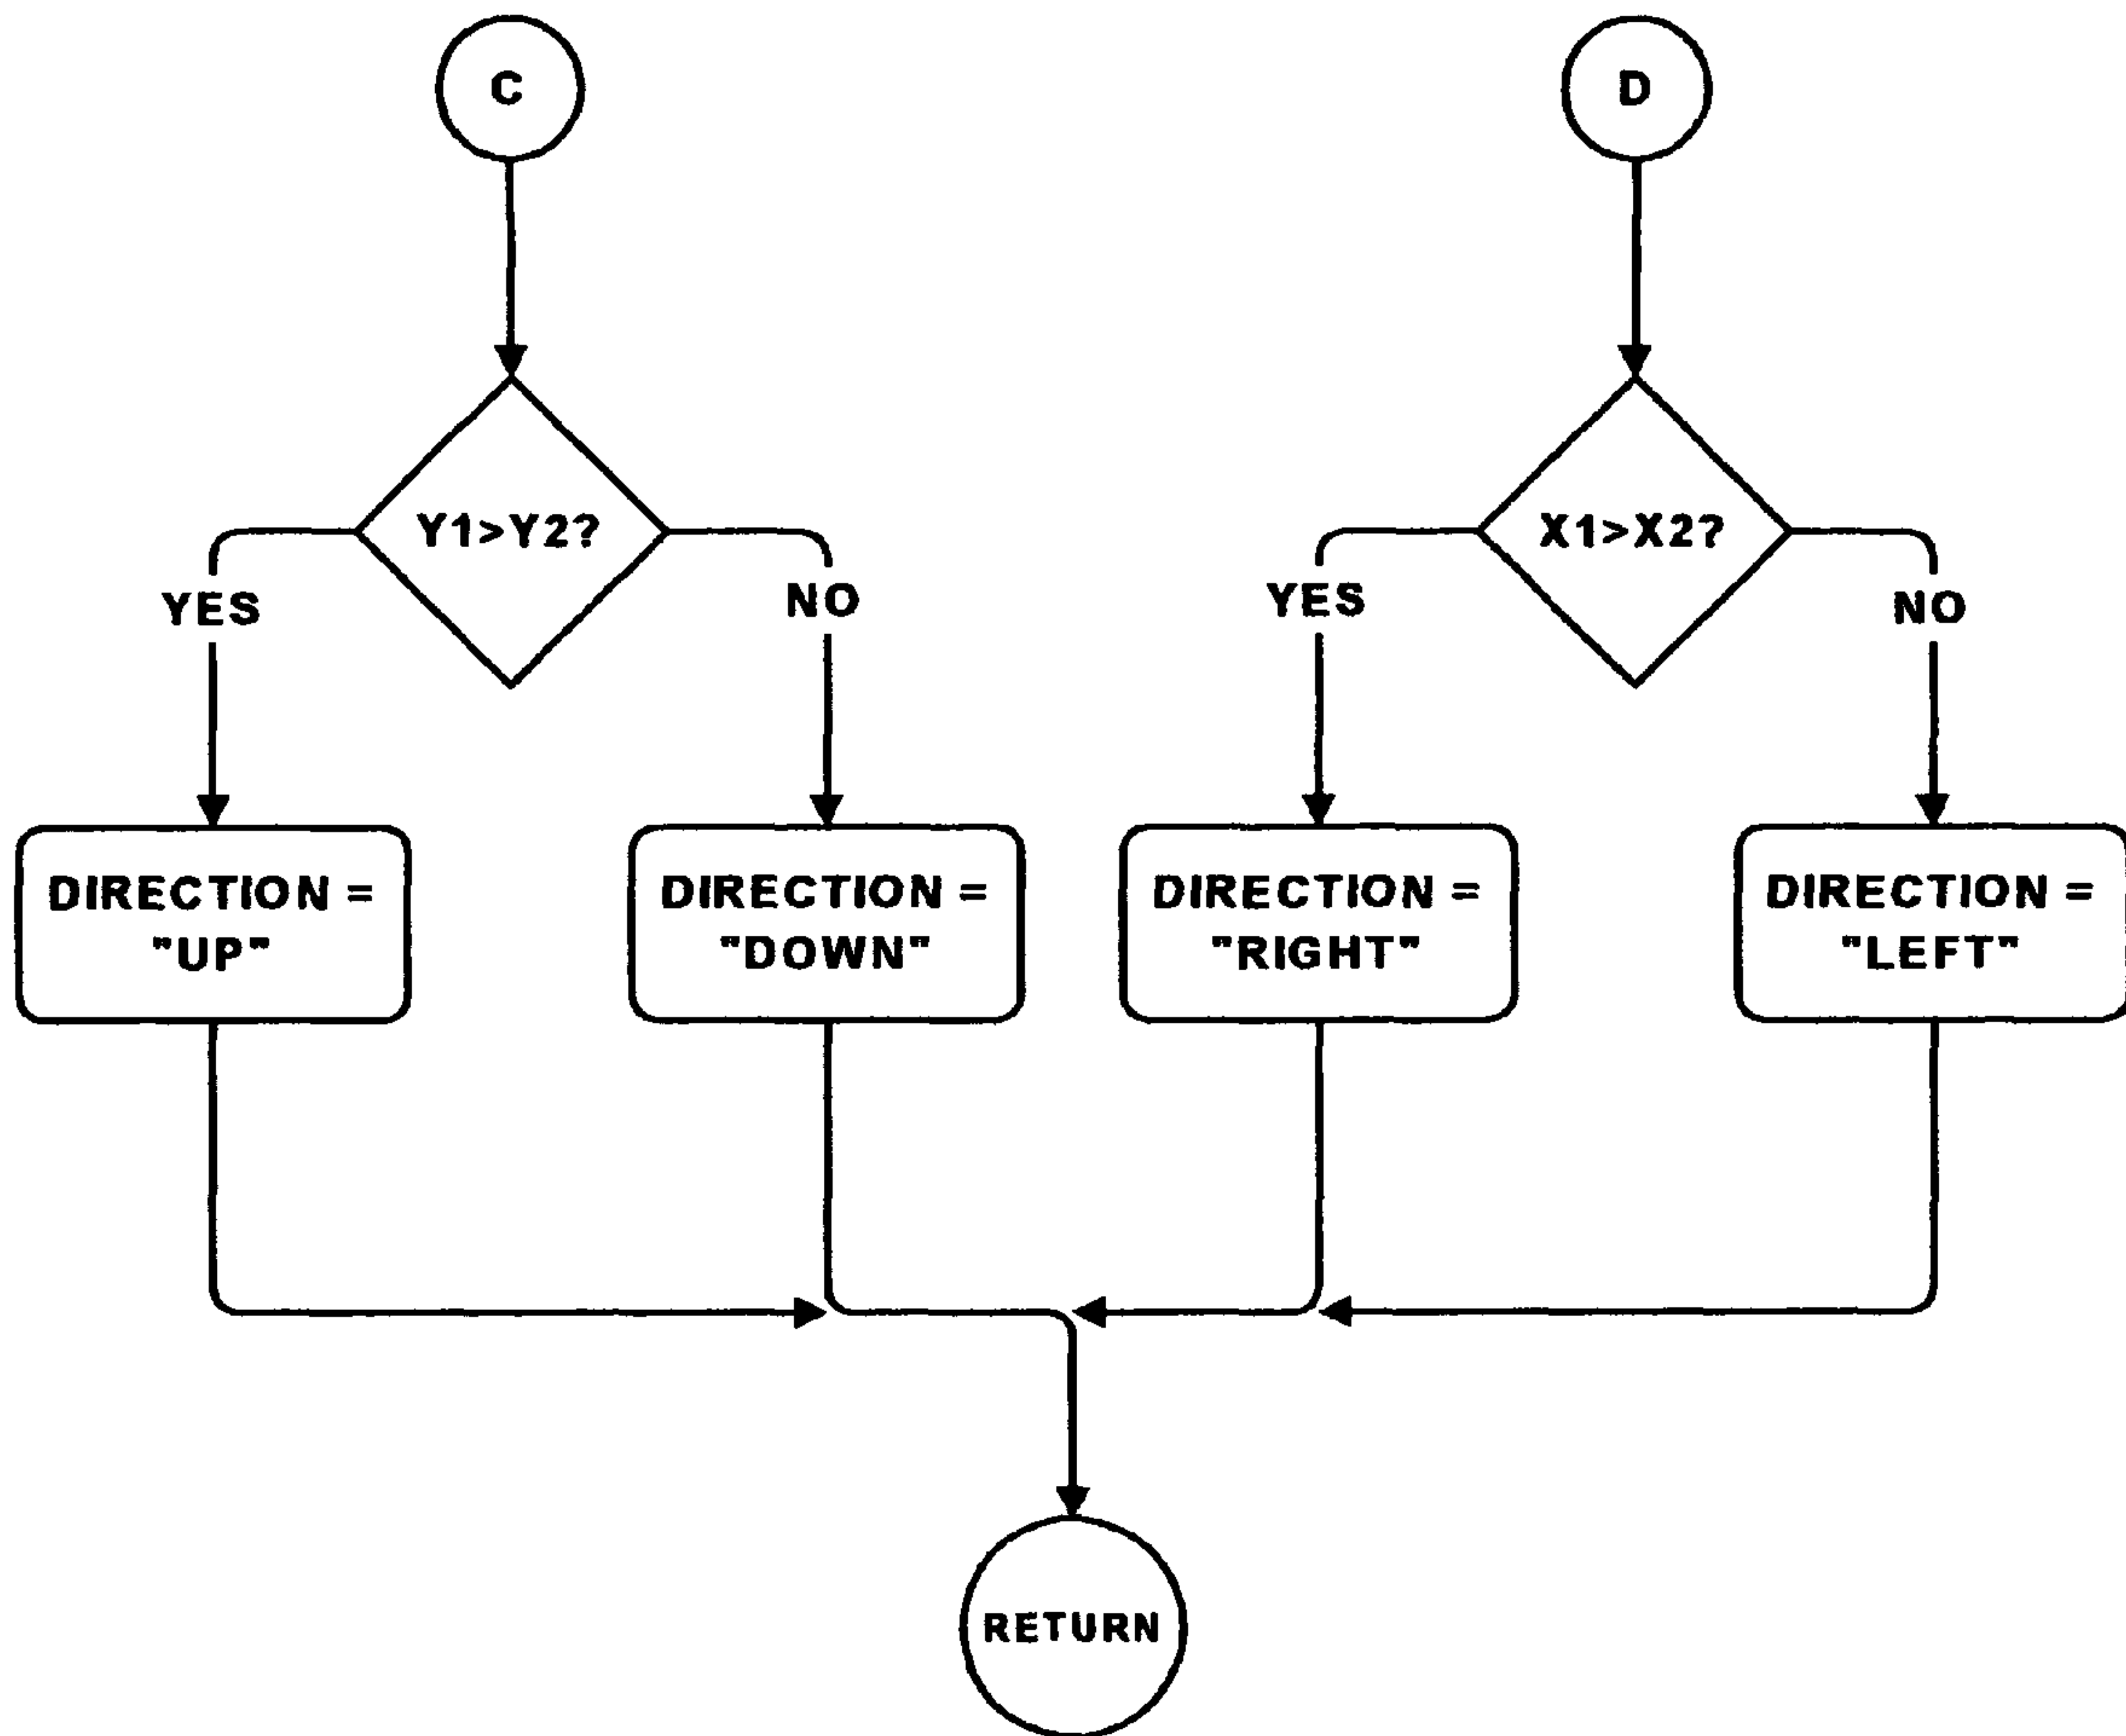 C
D
Y1>Y2?
X1>X2?
YES
NO
YES
NO
DIRECTION =
"UP"
DIRECTION =
"DOWN"
DIRECTION =
"RIGHT"
DIRECTION =
"LEFT"
RETURN